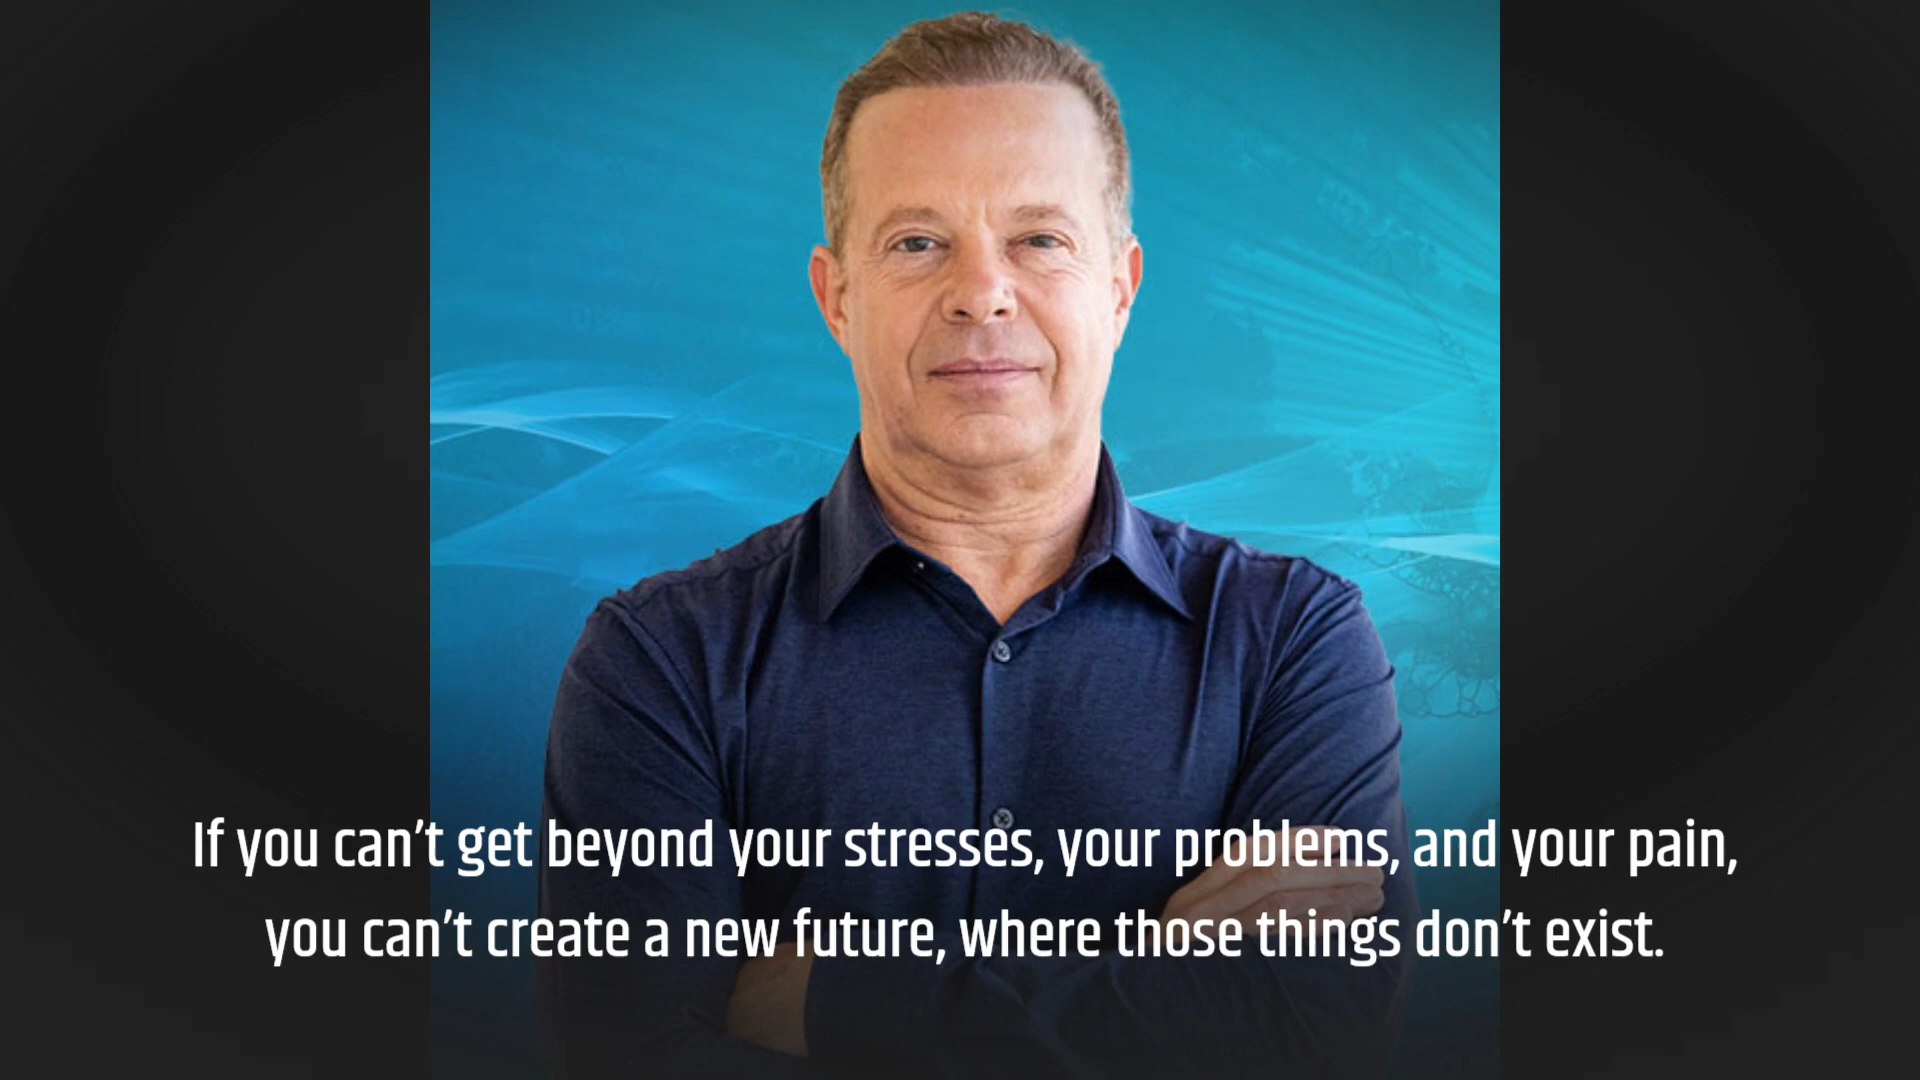 If you can’t get beyond your stresses, your problems, and your pain,
you can’t create a new future, where those things don’t exist.